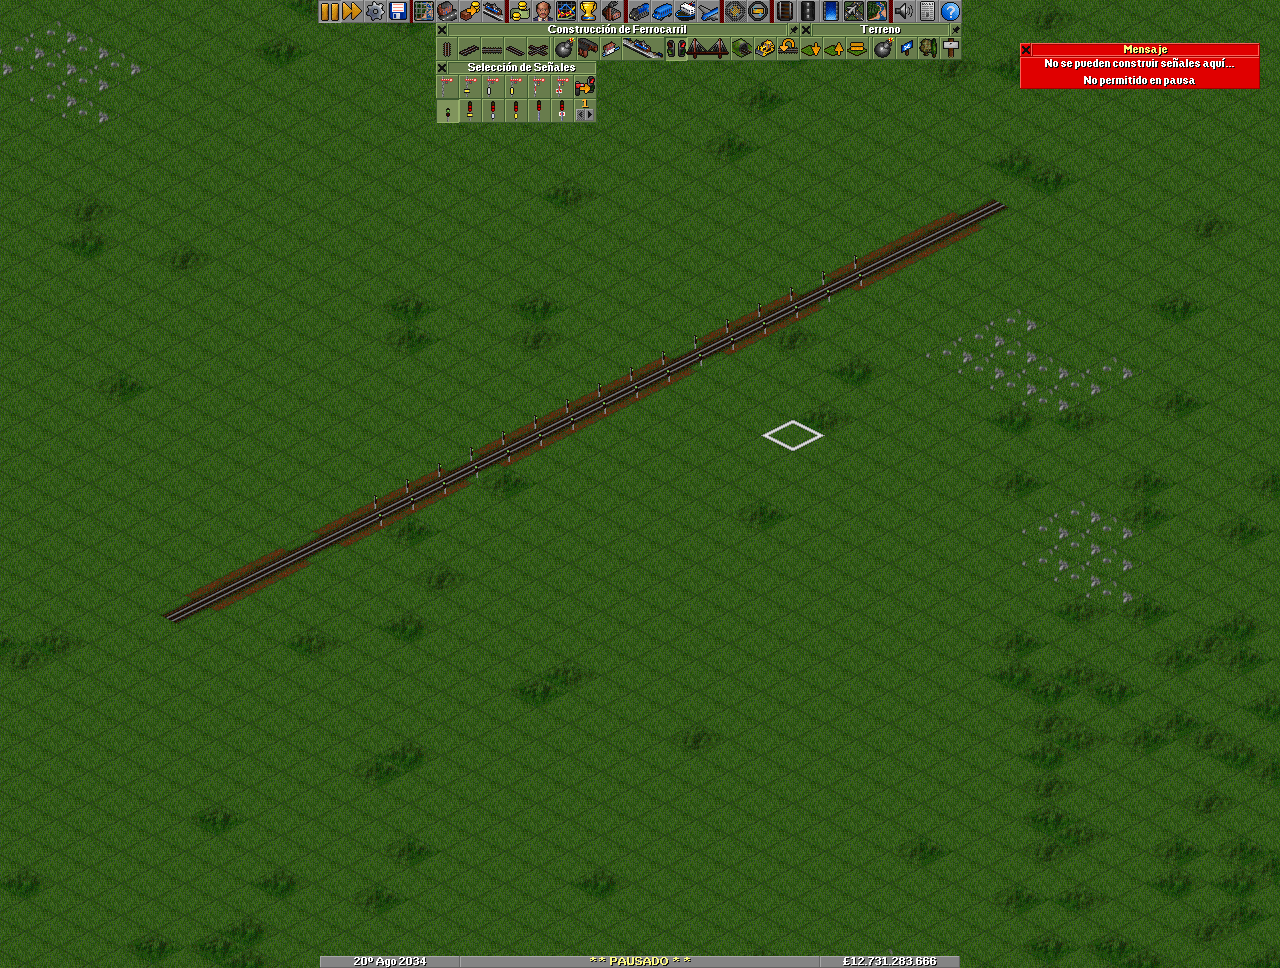 Construcción de Ferrocarril
Terreno
Selección de Señales
1
Mensaje
No se pueden construir señales aquí...
No permitido en pausa
20º Ago 2034
* * PAUSADO * *
£12.731.283.666